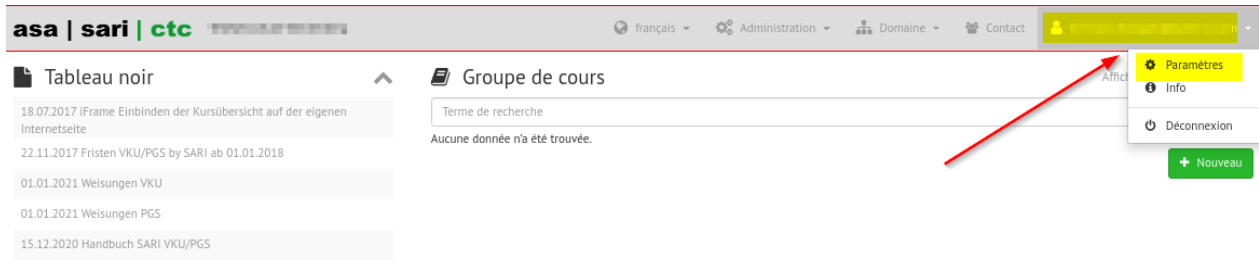 asa | sari | ctc
français
Administration
Domaine
Contact
Tableau noir
18.07.2017 iFrame Einbinden der Kursübersicht auf der eigenen
Internetseite
22.11.2017 Fristen VKU/PGS by SARI ab 01.01.2018
01.01.2021 Weisungen VKU
01.01.2021 Weisungen PGS
15.12.2020 Handbuch SARI VKU/PGS
Groupe de cours
Terme de recherche
Aucune donnée n'a été trouvée.
Paramètres
Info
Déconnexion
+ Nouveau